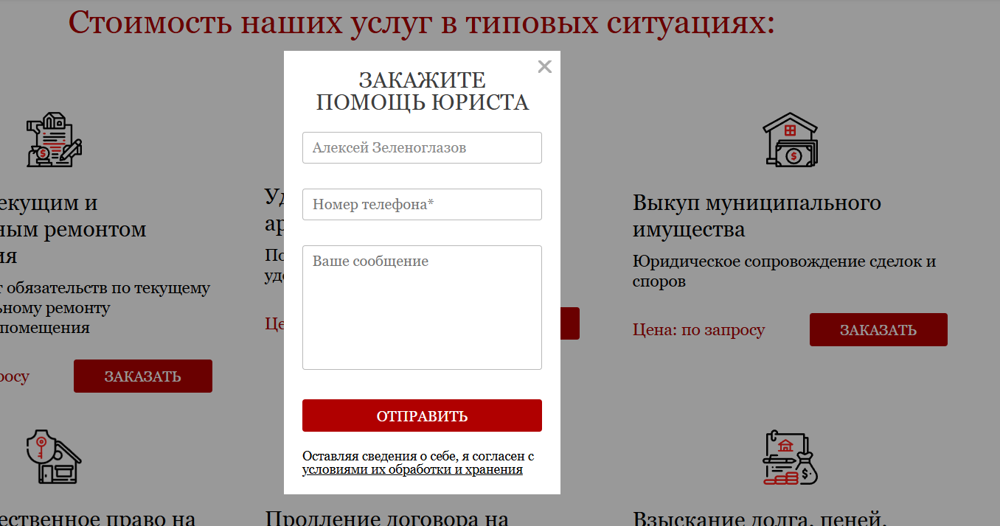 Стоимость наших услуг в типовых ситуациях:
ЗАКАЖИТЕ
ПОМОЩЬ ЮРИСТА
Алексей Зеленоглазов
Номер телефона*
Ваше сообщение
ОТПРАВИТЬ
Оставляя сведения о себе, я согласен с
условиями их обработки и хранения
екущим и
ным ремонтом
ия
т обязательств по текущему
ьному ремонту
помещения
росу
ЗАКАЗАТЬ
Уд
ар
По
уд
Це
Выкуп муниципального
имущества
Юридическое сопровождение сделок и
споров
Цена: по запросу
ЗАКАЗАТЬ
ественное право на
Продление договора на
Взыскание долга, пеней,